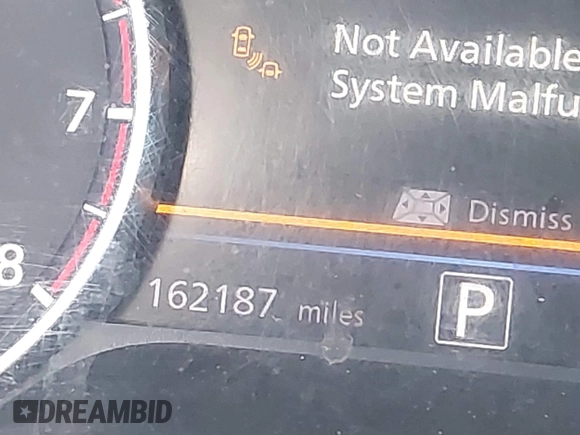 Not Available
System Malfu
7
Dismiss
8
162187 miles
P
DREAMBID